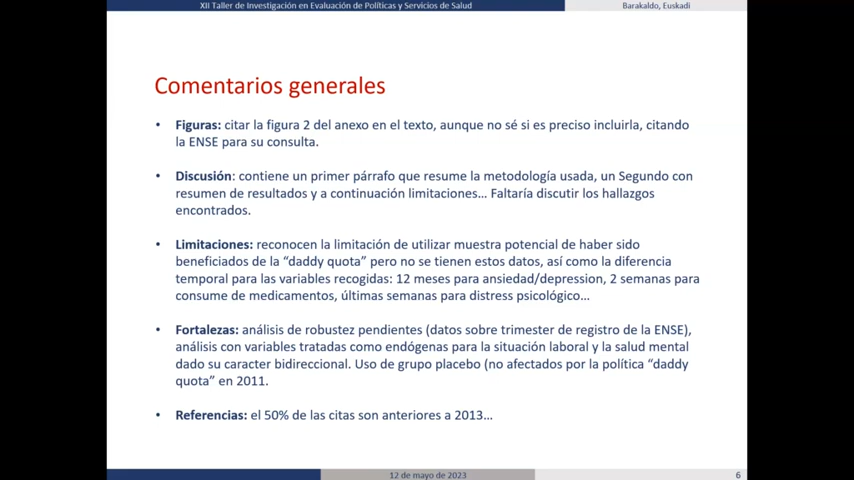 XII Taller de Investigación en Evaluación de Políticas y Servicios de Salud
Barakaldo, Euskadi
Comentarios generales
• Figuras: citar la figura 2 del anexo en el texto, aunque no sé si es preciso incluirla, citando
la ENSE para su consulta.
• Discusión: contiene un primer párrafo que resume la metodología usada, un Segundo con
resumen de resultados y a continuación limitaciones... Faltaría discutir los hallazgos
encontrados.
• Limitaciones: reconocen la limitación de utilizar muestra potencial de haber sido
beneficiados de la “daddy quota” pero no se tienen estos datos, así como la diferencia
temporal para las variables recogidas: 12 meses para ansiedad/depression, 2 semanas para
consume de medicamentos, últimas semanas para distress psicológico...
• Fortalezas: análisis de robustez pendientes (datos sobre trimester de registro de la ENSE),
análisis con variables tratadas como endógenas para la situación laboral y la salud mental
dado su caracter bidireccional. Uso de grupo placebo (no afectados por la política “daddy
quota” en 2011.
• Referencias: el 50% de las citas son anteriores a 2013...
12 de mayo de 2023
6